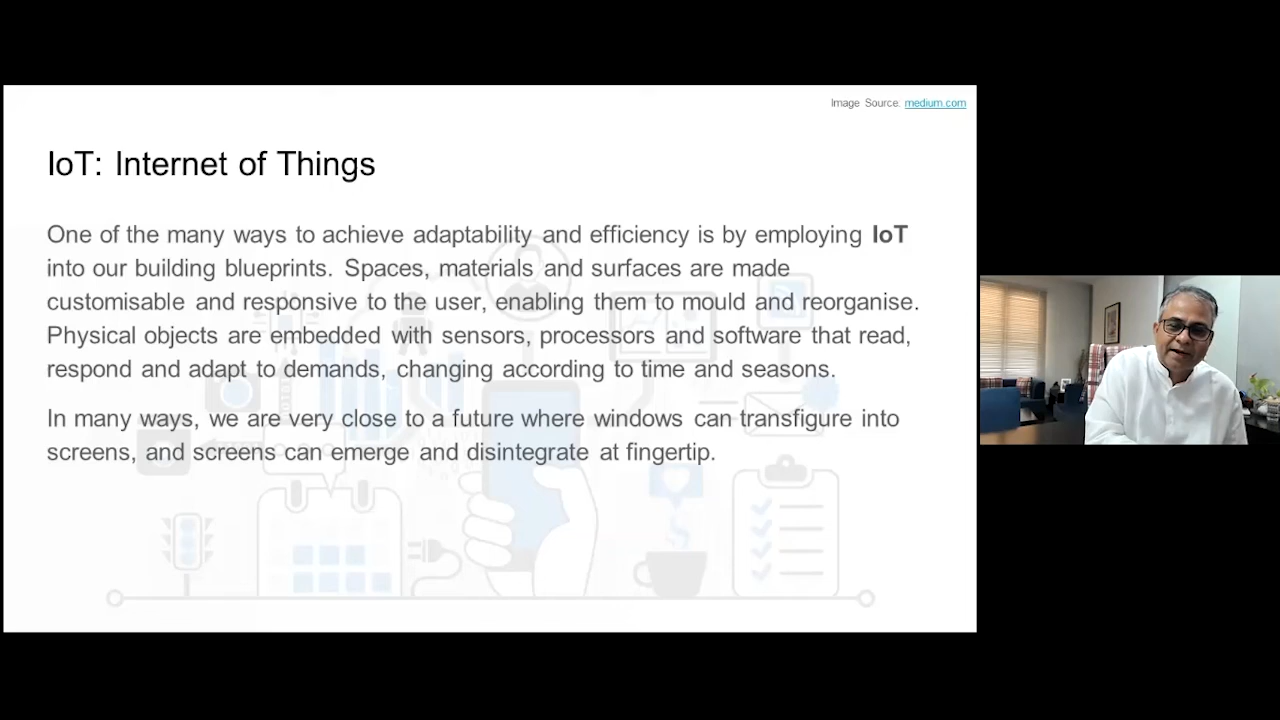 Image Source. medium.com
IoT: Internet of Things
One of the many ways to achieve adaptability and efficiency is by employing IoT
into our building blueprints. Spaces, materials and surfaces are made
customisable and responsive to the user, enabling them to mould and reorganise.
Physical objects are embedded with sensors, processors and software that read,
respond and adapt to demands, changing according to time and seasons.
In many ways, we are very close to a future where windows can transfigure into
screens, and screens can emerge and disintegrate at fingertip.